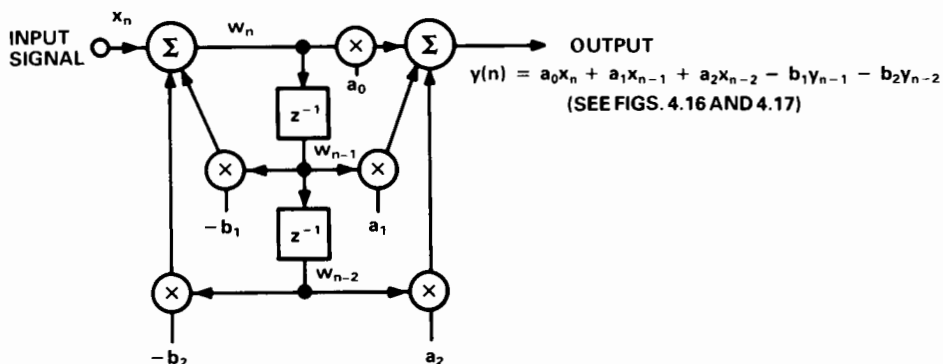 x_n
w_n
INPUT
SIGNAL
Σ
×
Σ
OUTPUT
a_0
y(n) = a_0x_n + a_1x_{n-1} + a_2x_{n-2} − b_1y_{n-1} − b_2y_{n-2}
(SEE FIGS. 4.16 AND 4.17)
z^{-1}
w_{n-1}
×
×
−b_1
a_1
z^{-1}
w_{n-2}
×
×
−b_2
a_2